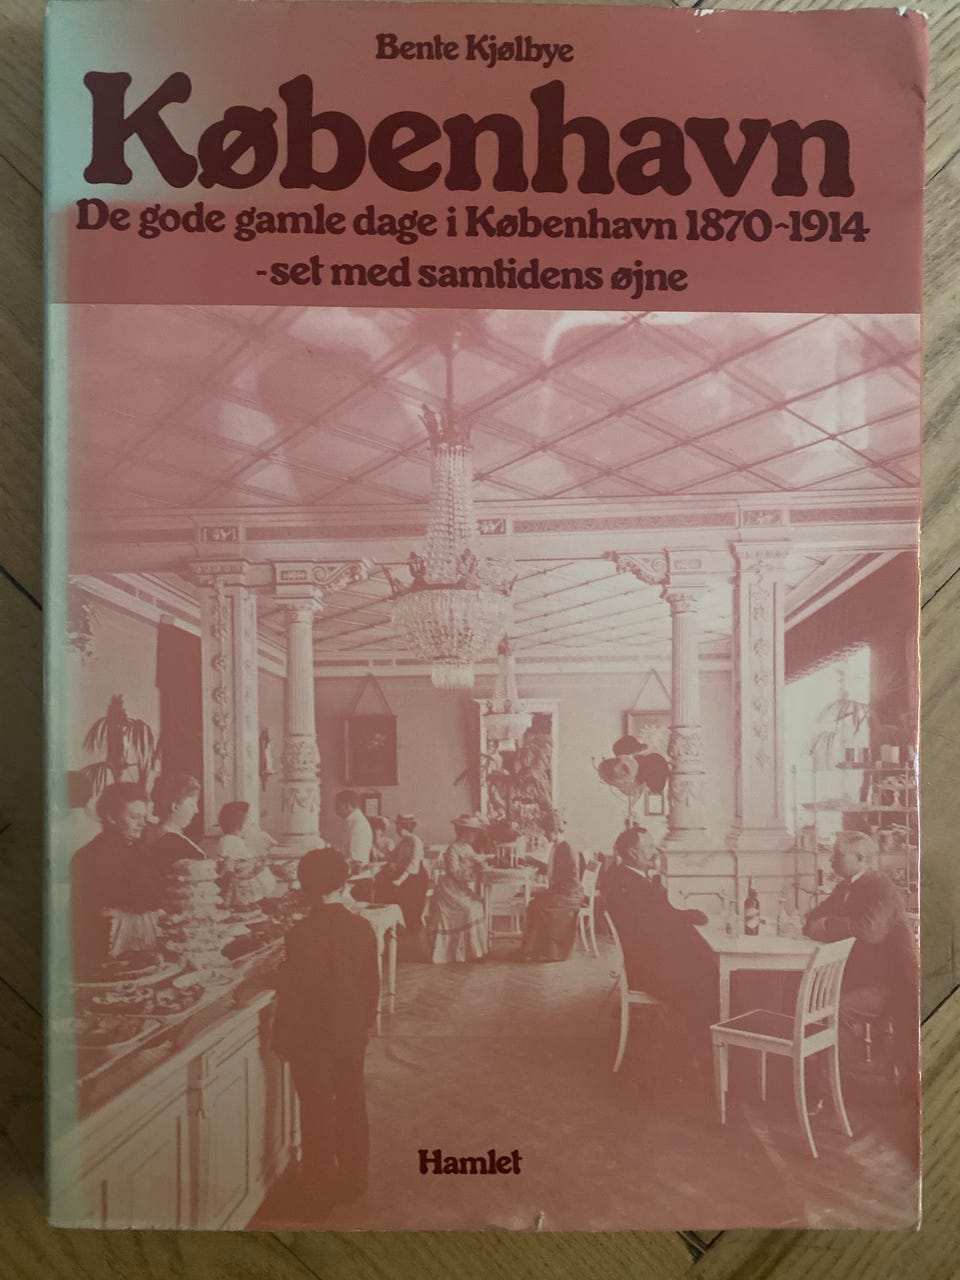 Bente Kjølbye
København
De gode gamle dage i København 1870-1914
-set med samtidens øjne
Hamlet